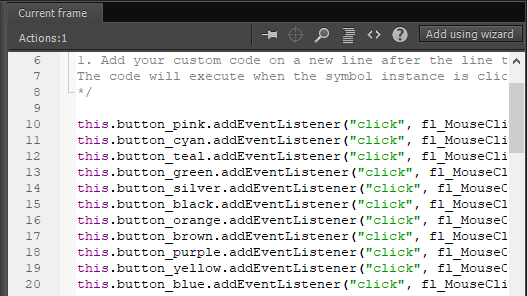 Current frame
Actions:1
Add using wizard
6 1. Add your custom code on a new line after the line t
7 The code will execute when the symbol instance is clic
8 */
9
10 this.button_pink.addEventListener("click", fl_MouseCli
11 this.button_cyan.addEventListener("click", fl_MouseCl
12 this.button_teal.addEventListener("click", fl_MouseCl
13 this.button_green.addEventListener("click", fl_MouseC
14 this.button_silver.addEventListener("click", fl_Mouse
15 this.button_black.addEventListener("click", fl_MouseC
16 this.button_orange.addEventListener("click", fl_Mouse
17 this.button_brown.addEventListener("click", fl_MouseC
18 this.button_purple.addEventListener("click", fl_Mouse
19 this.button_yellow.addEventListener("click", fl_Mouse
20 this.button_blue.addEventListener("click", fl_MouseCl